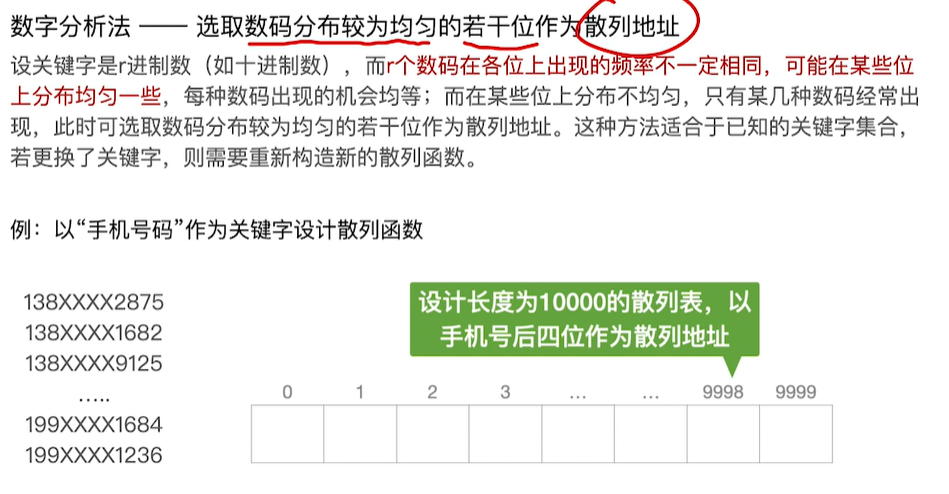 数字分析法 —— 选取数码分布较为均匀的若干位作为散列地址
设关键字是r进制数（如十进制数），而r个数码在各位上出现的频率不一定相同，可能在某些位
上分布均匀一些，每种数码出现的机会均等；而在某些位上分布不均匀，只有某几种数码经常出
现，此时可选取数码分布较为均匀的若干位作为散列地址。这种方法适合于已知的关键字集合，
若更换了关键字，则需要重新构造新的散列函数。
例：以“手机号码”作为关键字设计散列函数
138XXXX2875
138XXXX1682
138XXXX9125
…..
199XXXX1684
199XXXX1236
设计长度为10000的散列表，以
手机号后四位作为散列地址
0 1 2 3 … … 9998 9999